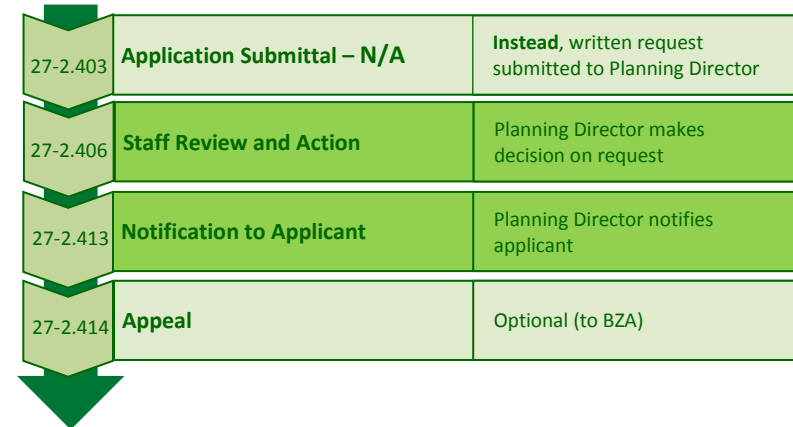 27-2.403
Application Submittal – N/A
Instead, written request
submitted to Planning Director
27-2.406
Staff Review and Action
Planning Director makes
decision on request
27-2.413
Notification to Applicant
Planning Director notifies
applicant
27-2.414
Appeal
Optional (to BZA)